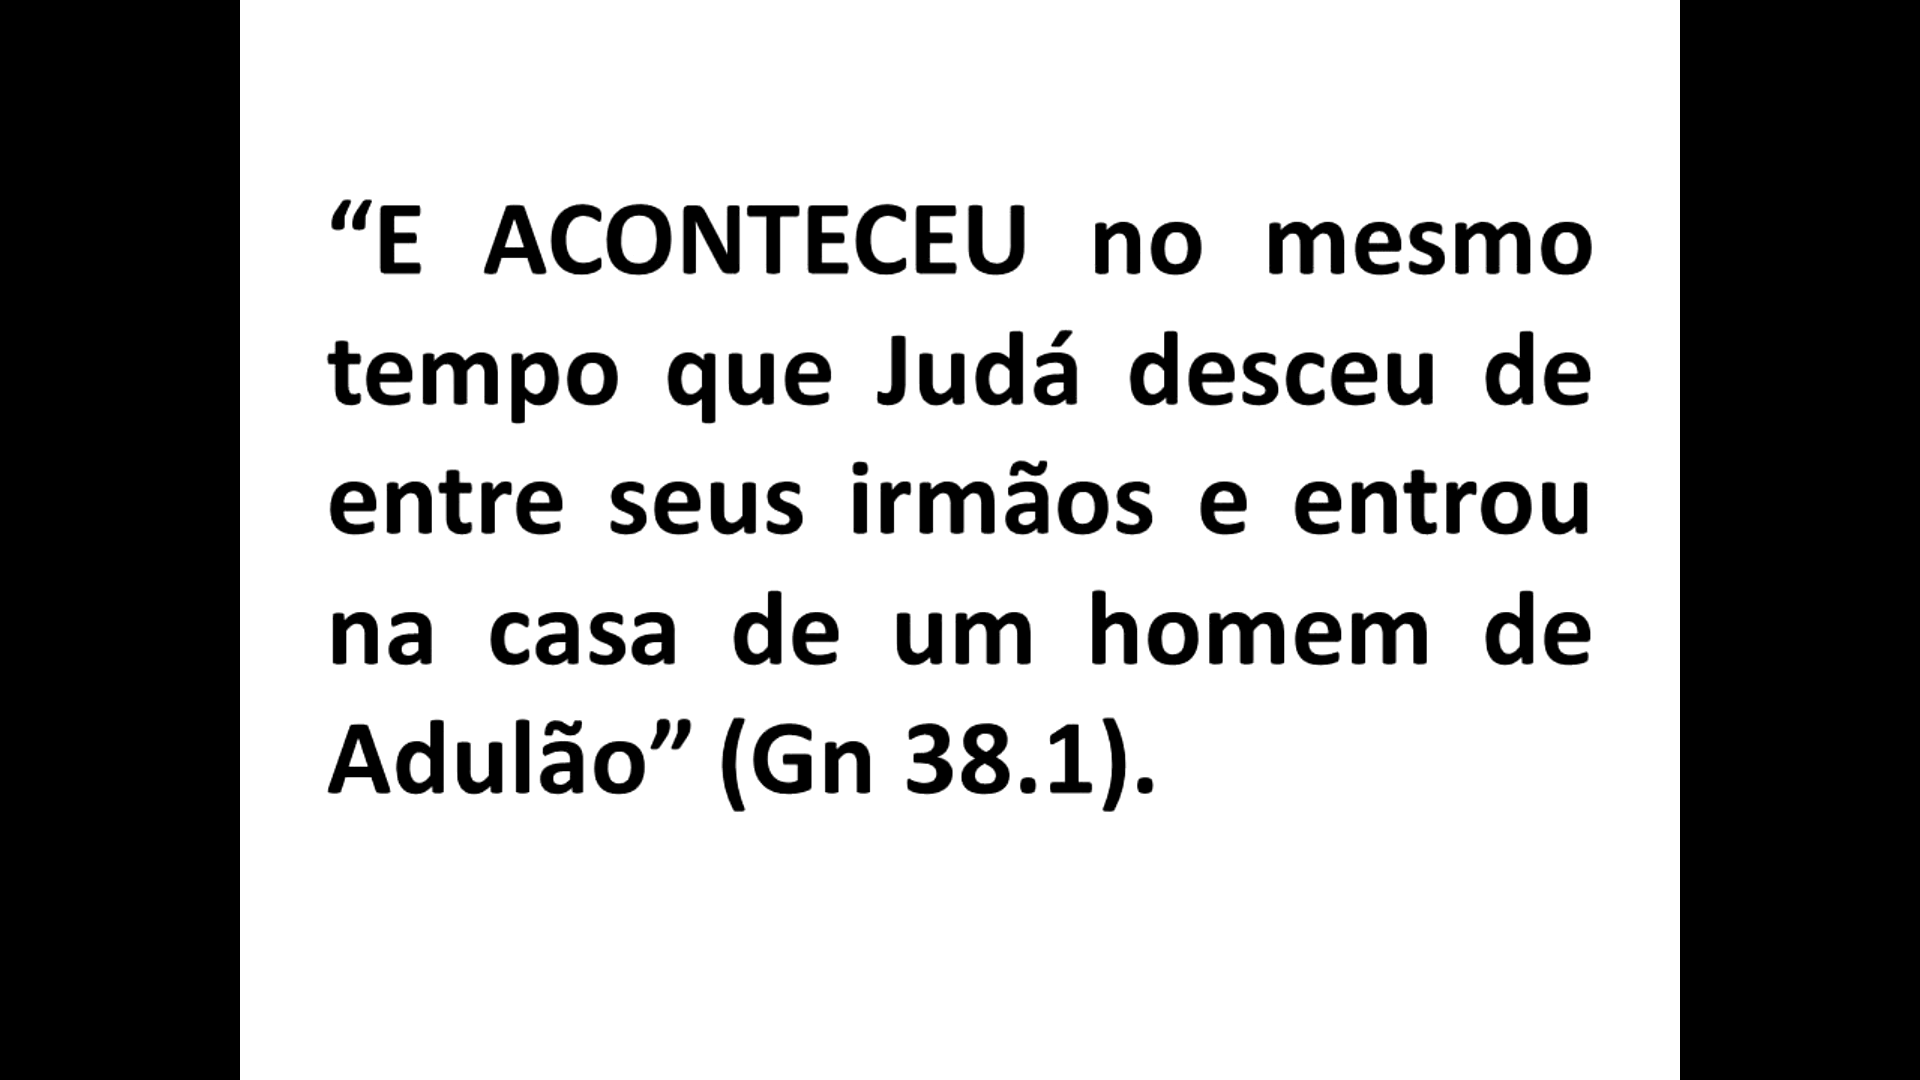 “E ACONTECEU no mesmo
tempo que Judá desceu de
entre seus irmãos e entrou
na casa de um homem de
Adulão” (Gn 38.1).